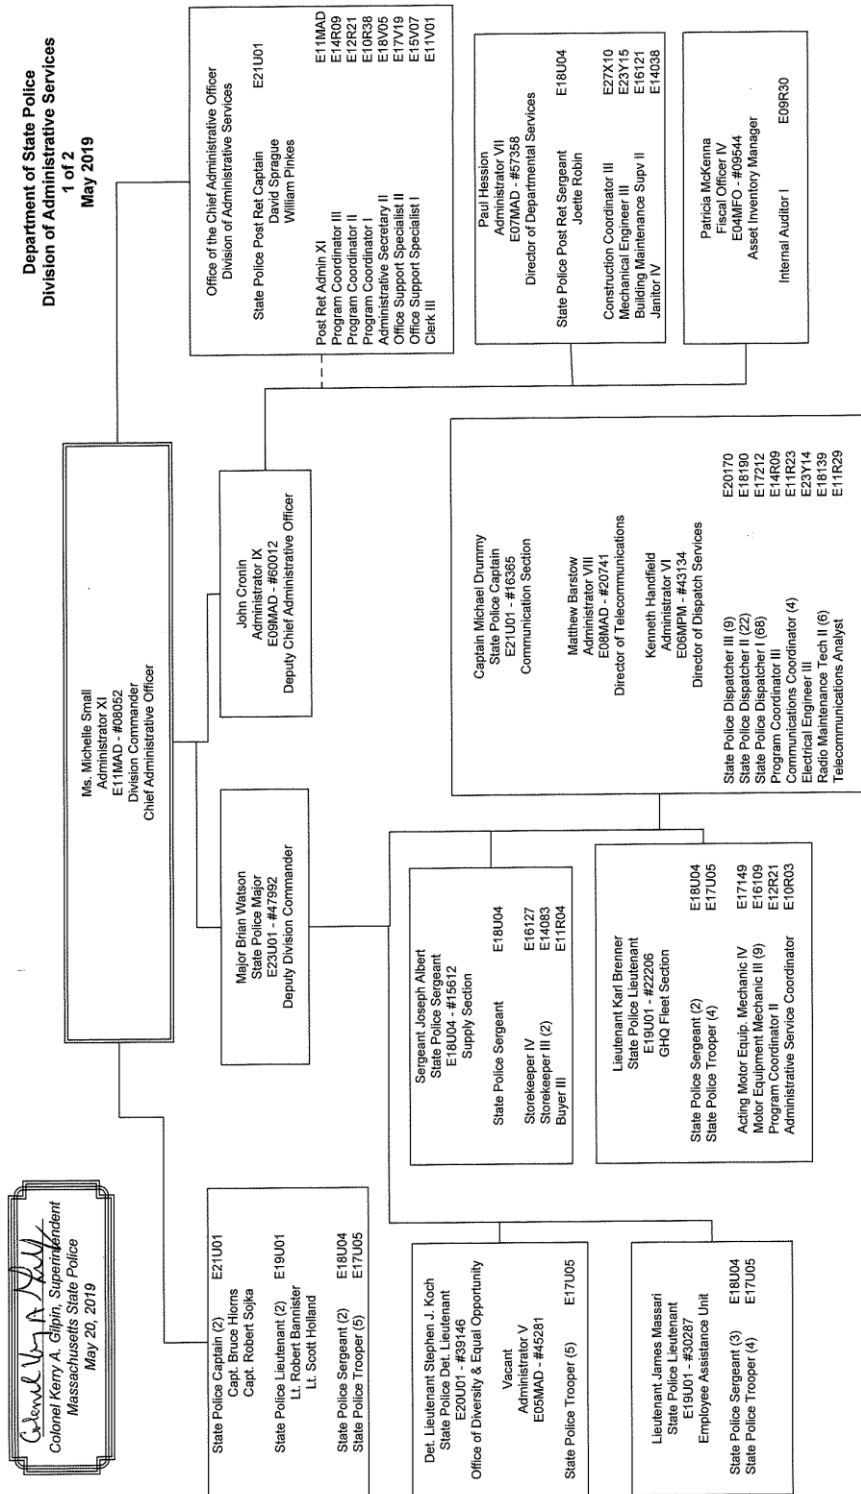 Department of State Police
Division of Administrative Services
1 of 2
May 2019
Colonel Kerry A. Gilpin, Superintendent
Massachusetts State Police
May 20, 2019
Ms. Michelle Small
Administrator XI
E11MAD - #08052
Division Commander
Chief Administrative Officer
Office of the Chief Administrative Officer
Division of Administrative Services
State Police Post Ret Captain E21U01
David Sprague
William Pinkes
Post Ret Admin XI E11MAD
Program Coordinator III E14R09
Program Coordinator II E12R21
Program Coordinator I E10R38
Administrative Secretary II E18V05
Office Support Specialist II E17V19
Office Support Specialist I E15V07
Clerk III E11V01
State Police Captain (2) E21U01
Capt. Bruce Hiorns
Capt. Robert Sojka
State Police Lieutenant (2) E19U01
Lt. Robert Bannister
Lt. Scott Holland
State Police Sergeant (2) E18U04
State Police Trooper (5) E17U05
Major Brian Watson
State Police Major
E23U01 - #47992
Deputy Division Commander
John Cronin
Administrator IX
E09MAD - #60012
Deputy Chief Administrative Officer
Paul Hession
Administrator VII
E07MAD - #57358
Director of Departmental Services
State Police Post Ret Sergeant E18U04
Joette Robin
Construction Coordinator III E27X10
Mechanical Engineer III E23Y15
Building Maintenance Supv II E16121
Janitor IV E14038
Patricia McKenna
Fiscal Officer IV
E04MFO - #09544
Asset Inventory Manager
Internal Auditor I E09R30
Det. Lieutenant Stephen J. Koch
State Police Det. Lieutenant
E20U01 - #39146
Office of Diversity & Equal Opportunity
Vacant
Administrator V
E05MAD - #45281
State Police Trooper (5) E17U05
Sergeant Joseph Albert
State Police Sergeant
E18U04 - #15612
Supply Section
State Police Sergeant E18U04
Storekeeper IV E16127
Storekeeper III (2) E14083
Buyer III E11R04
Captain Michael Drummy
State Police Captain
E21U01 - #16365
Communication Section
Matthew Barstow
Administrator VIII
E08MAD - #20741
Director of Telecommunications
Kenneth Handfield
Administrator VI
E06MPM - #43134
Director of Dispatch Services
State Police Dispatcher III (9) E20170
State Police Dispatcher II (22) E18190
State Police Dispatcher I (68) E17212
Program Coordinator III E14R09
Communications Coordinator (4) E11R23
Electrical Engineer III E23Y14
Radio Maintenance Tech II (6) E18139
Telecommunications Analyst E11R29
Lieutenant James Massari
State Police Lieutenant
E19U01 - #30287
Employee Assistance Unit
State Police Sergeant (3) E18U04
State Police Trooper (4) E17U05
Lieutenant Karl Brenner
State Police Lieutenant
E19U01 - #22206
GHQ Fleet Section
State Police Sergeant (2) E18U04
State Police Trooper (4) E17U05
Acting Motor Equip. Mechanic IV E17149
Motor Equipment Mechanic III (9) E16109
Program Coordinator II E12R21
Administrative Service Coordinator E10R03